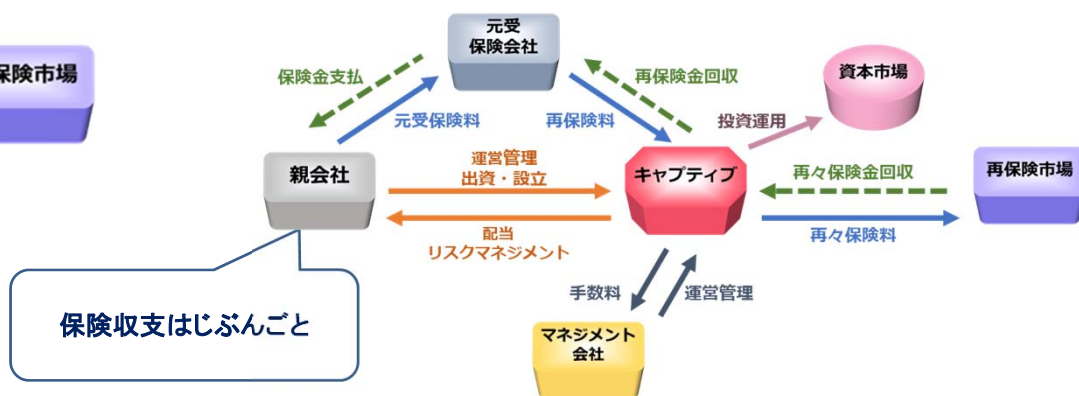 元受
保険会社
保険市場
保険金支払
再保険金回収
資本市場
元受保険料
再保険料
投資運用
親会社
運営管理
出資・設立
キャプティブ
再々保険金回収
再保険市場
配当
リスクマネジメント
再々保険料
保険収支はじぶんごと
手数料
運営管理
マネジメント
会社